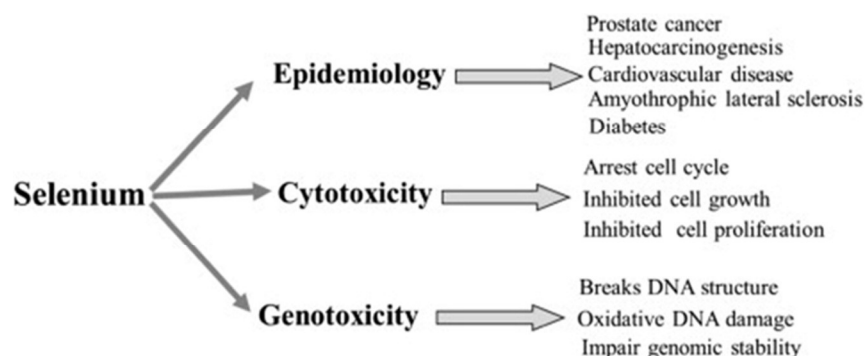 Selenium
Epidemiology
Prostate cancer
Hepatocarcinogenesis
Cardiovascular disease
Amyothrophic lateral sclerosis
Diabetes
Cytotoxicity
Arrest cell cycle
Inhibited cell growth
Inhibited cell proliferation
Genotoxicity
Breaks DNA structure
Oxidative DNA damage
Impair genomic stability